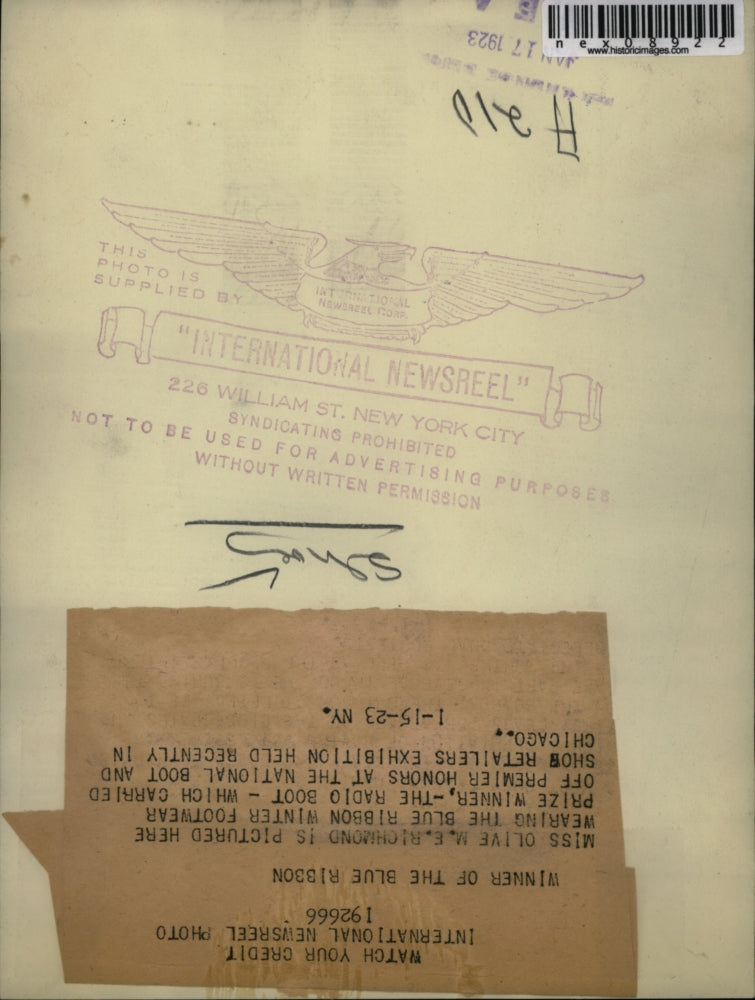 nex08922
www.historicimages.com
JAN 17 1923
THIS
PHOTO IS
SUPPLIED BY
INTERNATIONAL
NEWSREEL CORP.
"INTERNATIONAL NEWSREEL"
226 WILLIAM ST. NEW YORK CITY
SYNDICATING PROHIBITED
NOT TO BE USED FOR ADVERTISING PURPOSES
WITHOUT WRITTEN PERMISSION
Shoes
WATCH YOUR CREDIT
INTERNATIONAL NEWSREEL PHOTO
192666
WINNER OF THE BLUE RIBBON
MISS OLIVE M.E.RICHMOND IS PICTURED HERE
WEARING THE BLUE RIBBON WINTER FOOTWEAR
PRIZE WINNER,-THE RADIO BOOT - WHICH CARRIED
OFF PREMIER HONORS AT THE NATIONAL BOOT AND
SHOE RETAILERS EXHIBITION HELD RECENTLY IN
CHICAGO..
1-15-23 NY.